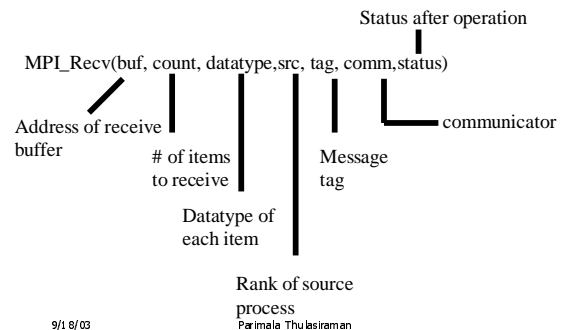 Status after operation
MPI_Recv(buf, count, datatype,src, tag, comm,status)
Address of receive
buffer
communicator
# of items
to receive
Message
tag
Datatype of
each item
Rank of source
process
9/18/03
Parimala Thulasiraman